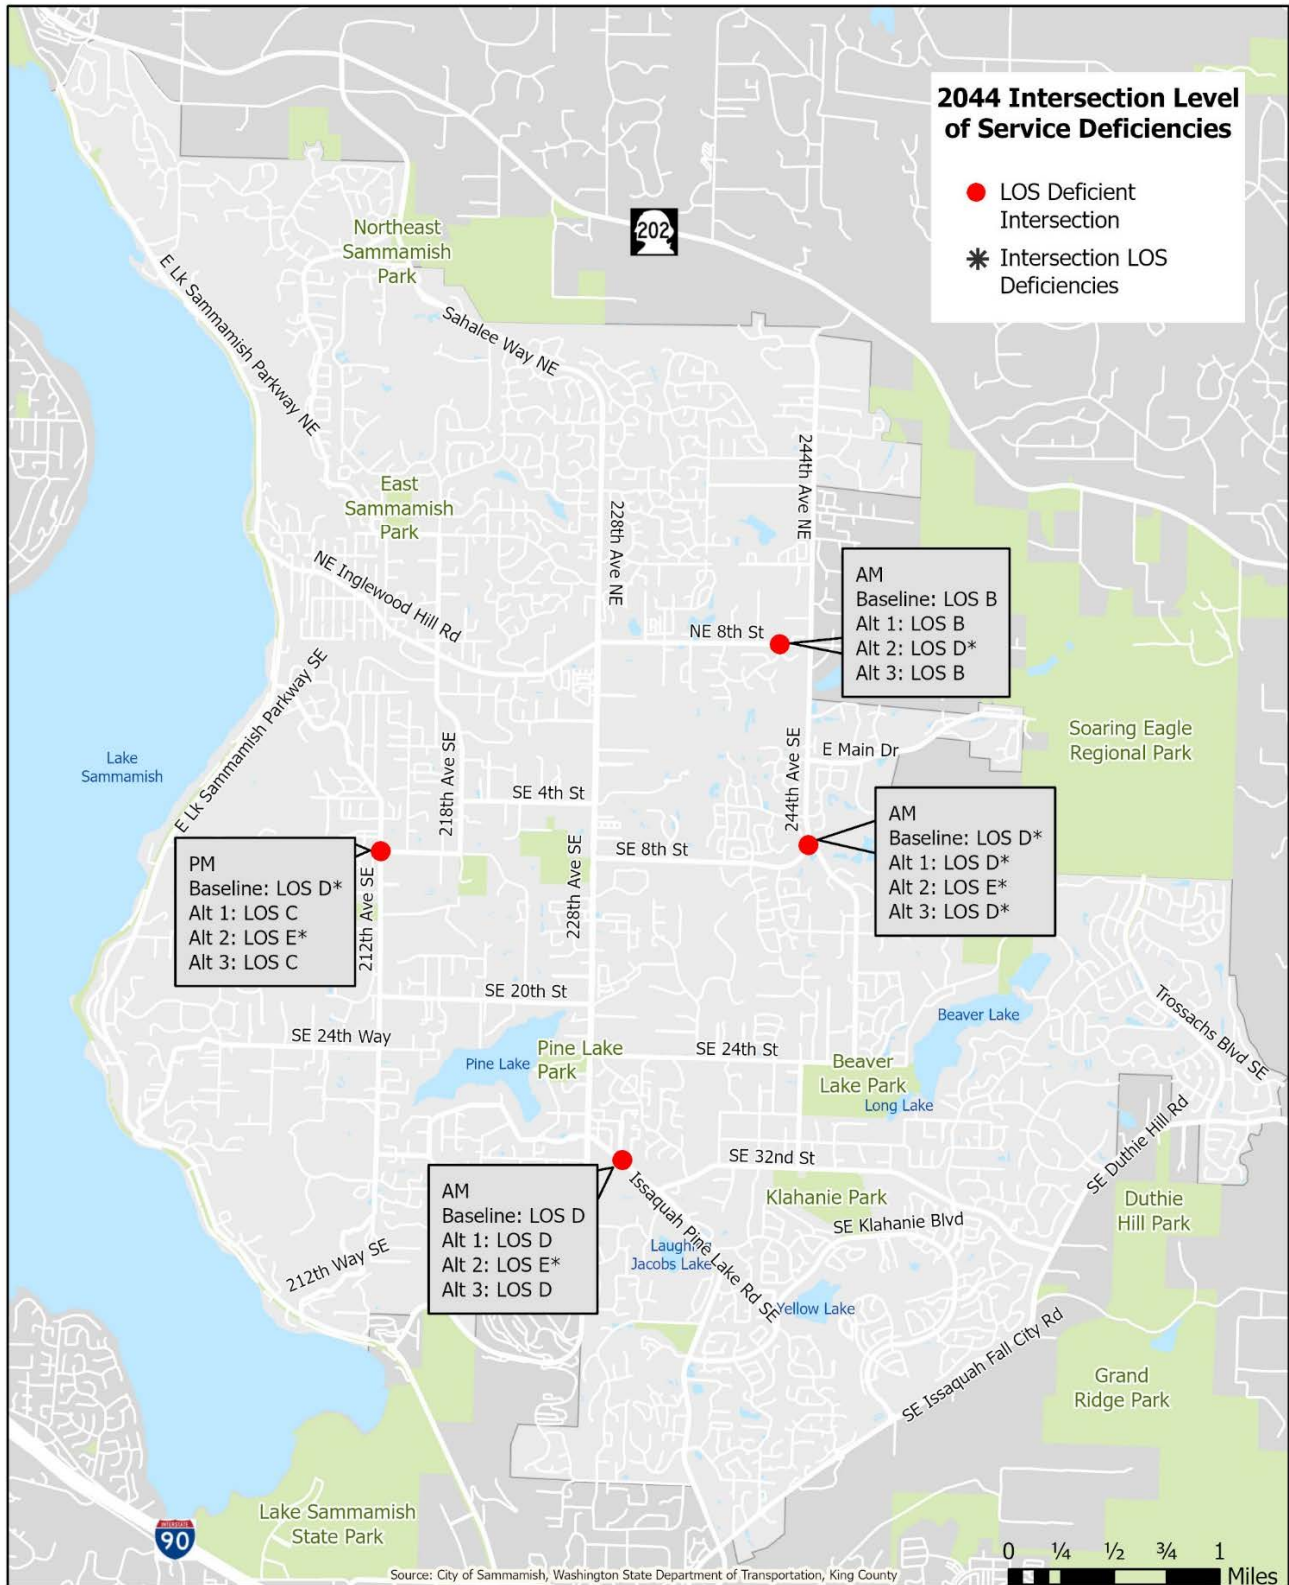 2044 Intersection Level
of Service Deficiencies
LOS Deficient
Intersection
Intersection LOS
Deficiencies
202
Northeast
Sammamish
Park
E Lk Sammamish Parkway NE
Sahalee Way NE
244th Ave NE
East
Sammamish
Park
228th Ave NE
NE Inglewood Hill Rd
NE 8th St
AM
Baseline: LOS B
Alt 1: LOS B
Alt 2: LOS D*
Alt 3: LOS B
E Lk Sammamish Parkway SE
Soaring Eagle
Regional Park
Lake
Sammamish
218th Ave SE
244th Ave SE
E Main Dr
SE 4th St
AM
Baseline: LOS D*
Alt 1: LOS D*
Alt 2: LOS E*
Alt 3: LOS D*
SE 8th St
228th Ave SE
PM
Baseline: LOS D*
Alt 1: LOS C
Alt 2: LOS E*
Alt 3: LOS C
212th Ave SE
SE 20th St
SE 24th Way
Pine Lake
Pine Lake
Park
SE 24th St
Beaver Lake
Beaver
Lake Park
Long Lake
Trossachs Blvd SE
SE Duthie Hill Rd
SE 32nd St
Klahanie Park
SE Klahanie Blvd
Duthie
Hill Park
AM
Baseline: LOS D
Alt 1: LOS D
Alt 2: LOS E*
Alt 3: LOS D
Issaquah Pine Lake Rd SE
212th Way SE
Jacobs Lake
Yellow Lake
SE Issaquah Fall City Rd
Grand
Ridge Park
Lake Sammamish
State Park
INTERSTATE
90
0 ¼ ½ ¾ 1
Miles
Source: City of Sammamish, Washington State Department of Transportation, King County